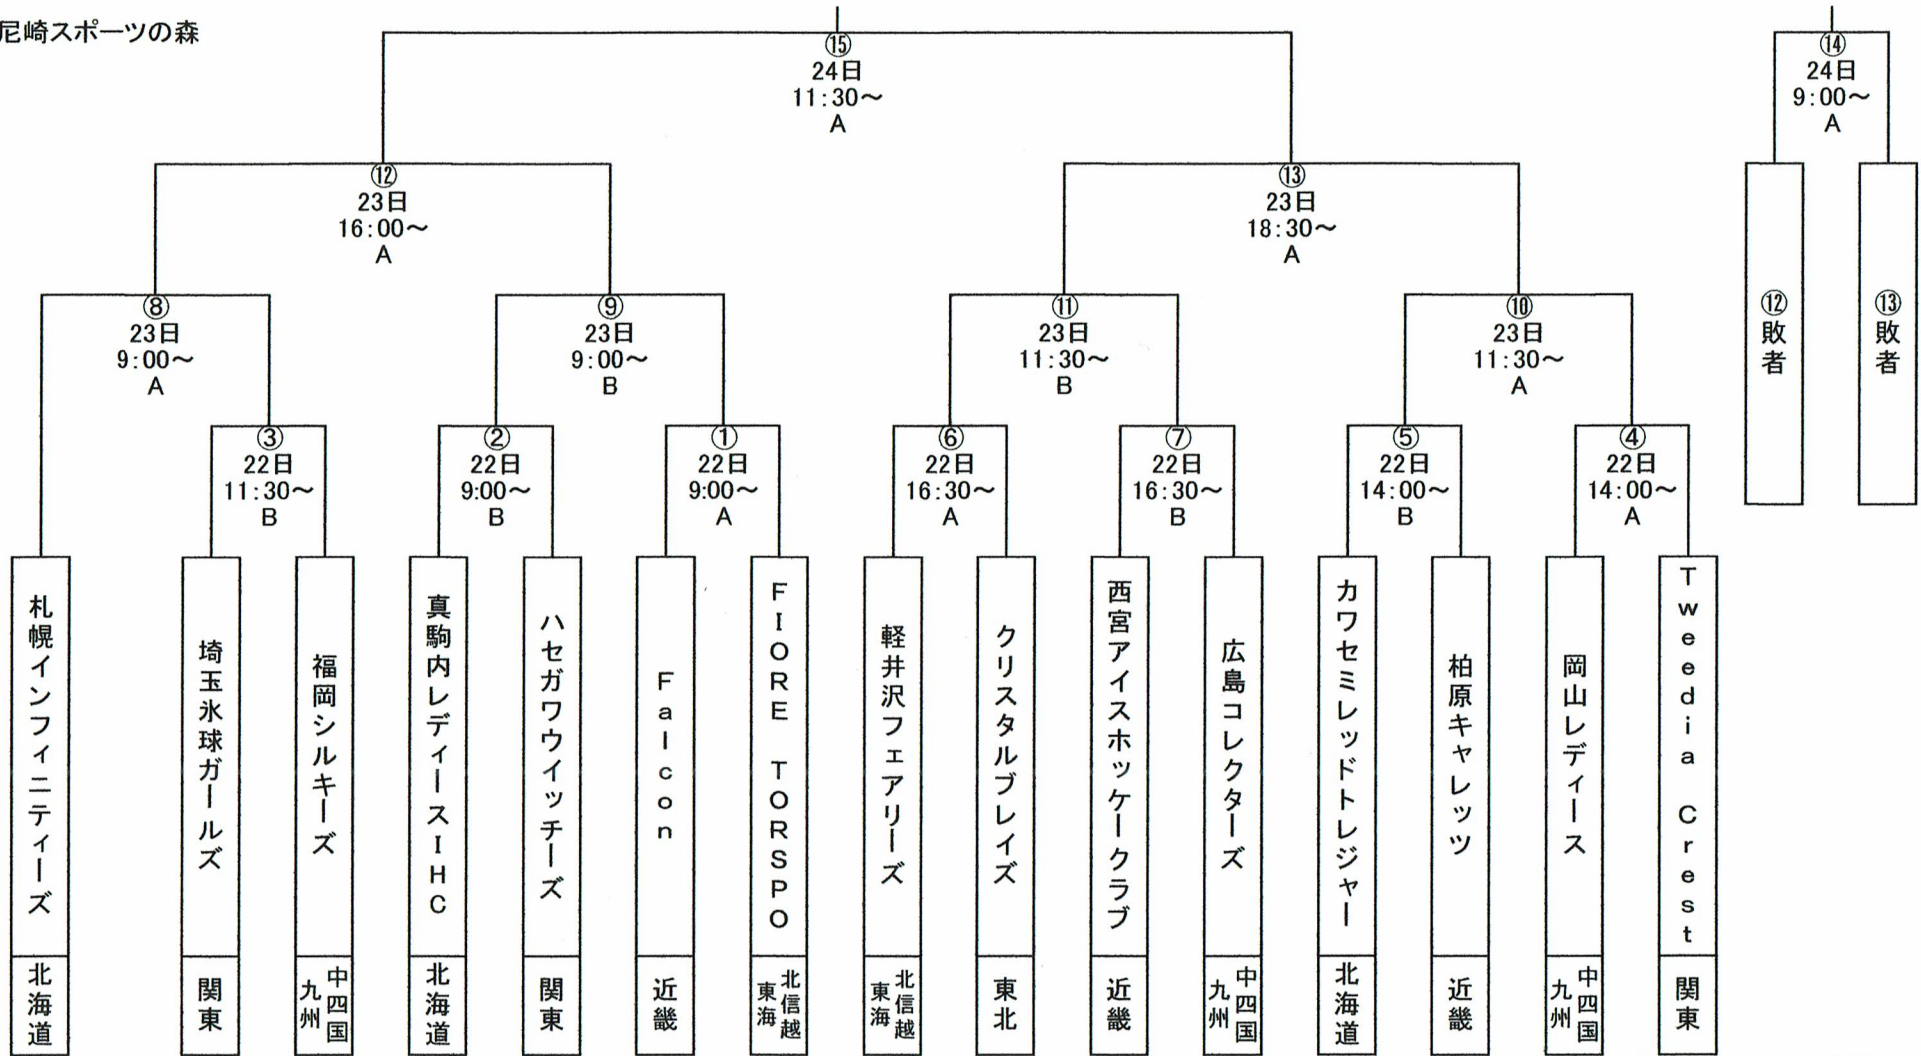 尼崎スポーツの森
⑮
24日
11:30～
A
⑭
24日
9:00～
A
⑫
23日
16:00～
A
⑬
23日
18:30～
A
⑫敗者
⑬敗者
⑧
23日
9:00～
A
⑨
23日
9:00～
B
⑪
23日
11:30～
B
⑩
23日
11:30～
A
③
22日
11:30～
B
②
22日
9:00～
B
①
22日
9:00～
A
⑥
22日
16:30～
A
⑦
22日
16:30～
B
⑤
22日
14:00～
B
④
22日
14:00～
A
札幌インフィニティーズ
北海道
埼玉氷球ガールズ
関東
福岡シルキーズ
中四国
九州
真駒内レディースIHC
北海道
ハセガワウイッチーズ
関東
Falcon
近畿
FIORE TORSPO
北信越
東海
軽井沢フェアリーズ
北信越
東海
クリスタルブレイズ
東北
西宮アイスホッケークラブ
近畿
広島コレクターズ
中四国
九州
カワセミレッドトレジャー
北海道
柏原キャレッツ
近畿
岡山レディース
中四国
九州
Tweedia Crest
関東